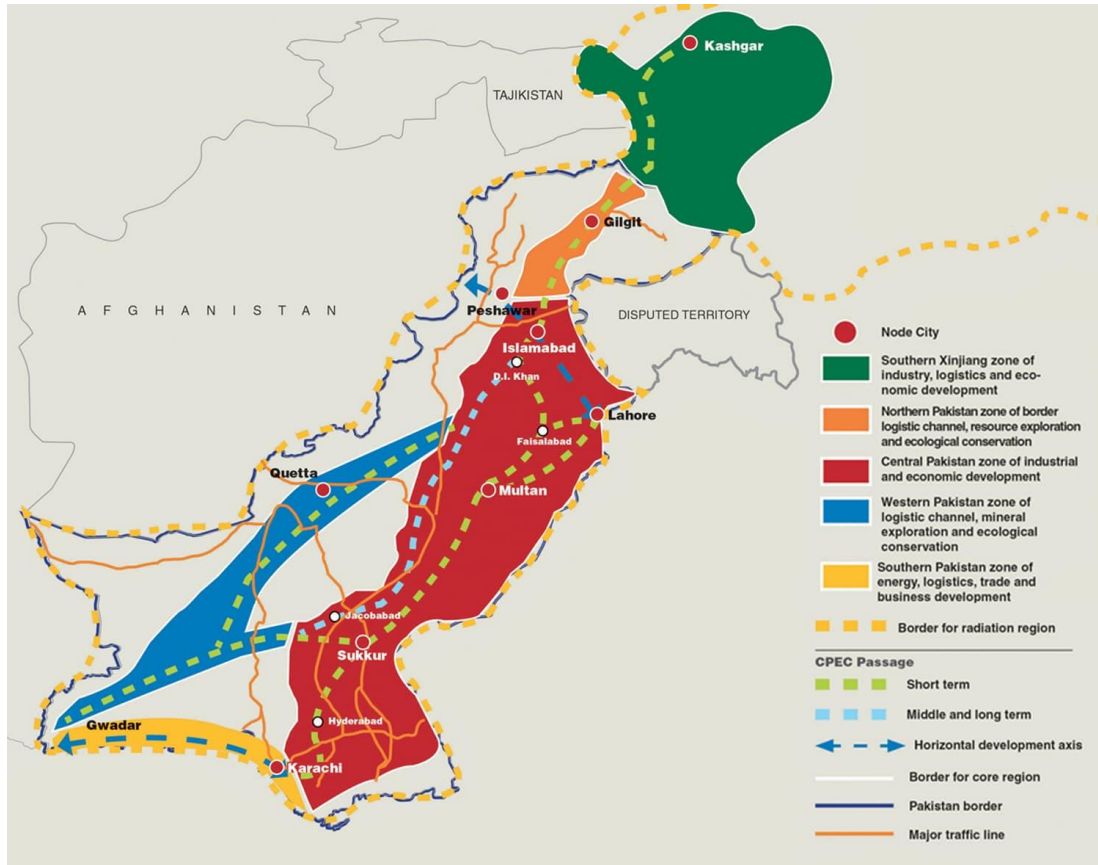 Kashgar
TAJIKISTAN
Gilgit
AFGHANISTAN
Peshawar
DISPUTED TERRITORY
Islamabad
D.I. Khan
Lahore
Faisalabad
Quetta
Multan
Jacobabad
Sukkur
Hyderabad
Gwadar
Karachi
Node City
Southern Xinjiang zone of
industry, logistics and eco-
nomic development
Northern Pakistan zone of border
logistic channel, resource exploration
and ecological conservation
Central Pakistan zone of industrial
and economic development
Western Pakistan zone of
logistic channel, mineral
exploration and ecological
conservation
Southern Pakistan zone of
energy, logistics, trade and
business development
Border for radiation region
CPEC Passage
Short term
Middle and long term
Horizontal development axis
Border for core region
Pakistan border
Major traffic line